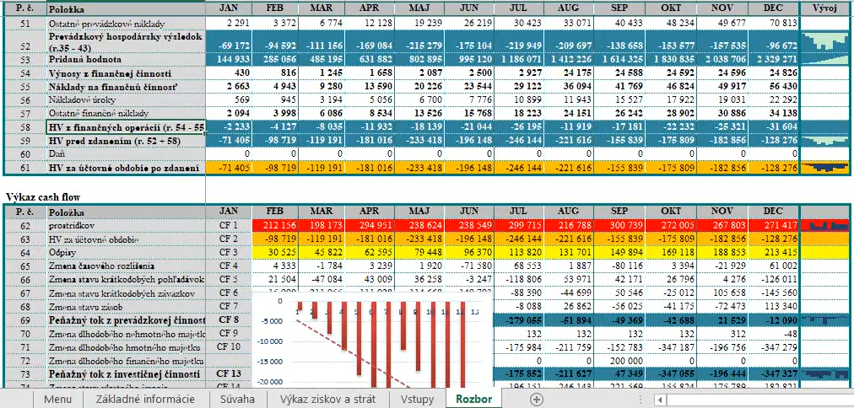 P. č. Položka JAN FEB MAR APR MAJ JUN JUL AUG SEP OKT NOV DEC Vývoj
51 Ostatné prevádzkové náklady 2 291 3 372 6 774 12 128 19 239 26 219 30 423 33 071 40 433 48 234 49 677 70 813
52 Prevádzkový hospodársky výsledok (r.35 - 43) -69 172 -94 592 -111 156 -169 084 -215 279 -175 104 -219 949 -209 697 -138 658 -153 577 -157 535 -96 672
53 Pridaná hodnota 144 933 285 056 485 195 631 882 802 895 995 120 1 186 071 1 412 226 1 614 325 1 830 835 2 038 706 2 329 271
54 Výnosy z finančnej činnosti 430 816 1 245 1 658 2 087 2 500 2 927 24 175 24 588 24 592 24 596 24 826
55 Náklady na finančnú činnosť 2 663 4 943 9 280 13 590 20 226 23 544 29 122 36 094 41 769 46 824 49 917 56 430
56 Nákladové úroky 569 945 3 194 5 056 6 700 7 776 10 899 11 943 15 527 17 922 19 031 22 292
57 Ostatné finančné náklady 2 094 3 998 6 086 8 534 13 526 15 768 18 223 24 151 26 242 28 902 30 886 34 138
58 HV z finančných operácií (r. 54 - 55 -2 233 -4 127 -8 035 -11 932 -18 139 -21 044 -26 195 -11 919 -17 181 -22 232 -25 321 -31 604
59 HV pred zdanením (r. 52 + 58) -71 405 -98 719 -119 191 -181 016 -233 418 -196 148 -246 144 -221 616 -155 839 -175 809 -182 856 -128 276
60 Daň 0 0 0 0 0 0 0 0 0 0 0 0
61 HV za účtovné obdobie po zdanení -71 405 -98 719 -119 191 -181 016 -233 418 -196 148 -246 144 -221 616 -155 839 -175 809 -182 856 -128 276
Výkaz cash flow
P. č. Položka JAN FEB MAR APR MAJ JUN JUL AUG SEP OKT NOV DEC Vývoj
62 prostriedkov CF 1 212 156 198 173 294 951 238 624 238 549 299 715 216 788 300 739 272 005 267 803 271 417
63 HV za účtovné obdobie CF 2 -98 719 -119 191 -181 016 -233 418 -196 148 -246 144 -221 616 -155 839 -175 809 -182 856 -128 276
64 Odpisy CF 3 30 525 45 822 62 595 79 448 96 370 113 820 131 701 149 894 169 118 188 853 213 415
65 Zmena časového rozlíšenia CF 4 4 333 -1 784 3 239 1 920 -71 580 68 553 1 887 -80 116 3 394 -21 929 61 002
66 Zmena stavu krátkodobých pohľadávok CF 5 21 504 -47 084 43 009 36 258 -3 247 -118 806 53 971 42 171 26 796 4 276 -126 011
67 Zmena stavu krátkodobých záväzkov CF 6 -88 390 -44 699 50 546 -25 012 105 658 -145 560
68 Zmena stavu zásob CF 7 -8 088 26 862 -56 025 -41 175 -72 473 113 340
69 Peňažný tok z prevádzkovej činnost CF 8 -279 055 -51 894 -49 369 -42 688 21 529 -12 090
70 Zmena dlhodobého nehmotného majetk CF 9 0 132 132 132 312 -48
71 Zmena dlhodobého hmotného majetku CF 10 -175 984 -211 759 -152 783 -347 187 -196 756 -347 279
72 Zmena dlhodobého finančného majetku 0 0 200 000 0 0 0
73 Peňažný tok z investičnej činnosti CF 13 -175 852 -211 627 47 349 -347 055 -196 444 -347 327
0 1 2 3 4 5 6 7 8 9 10 11 12 13
-5 000
-10 000
-15 000
-20 000
Menu Základné informácie Súvaha Výkaz ziskov a strát Vstupy Rozbor